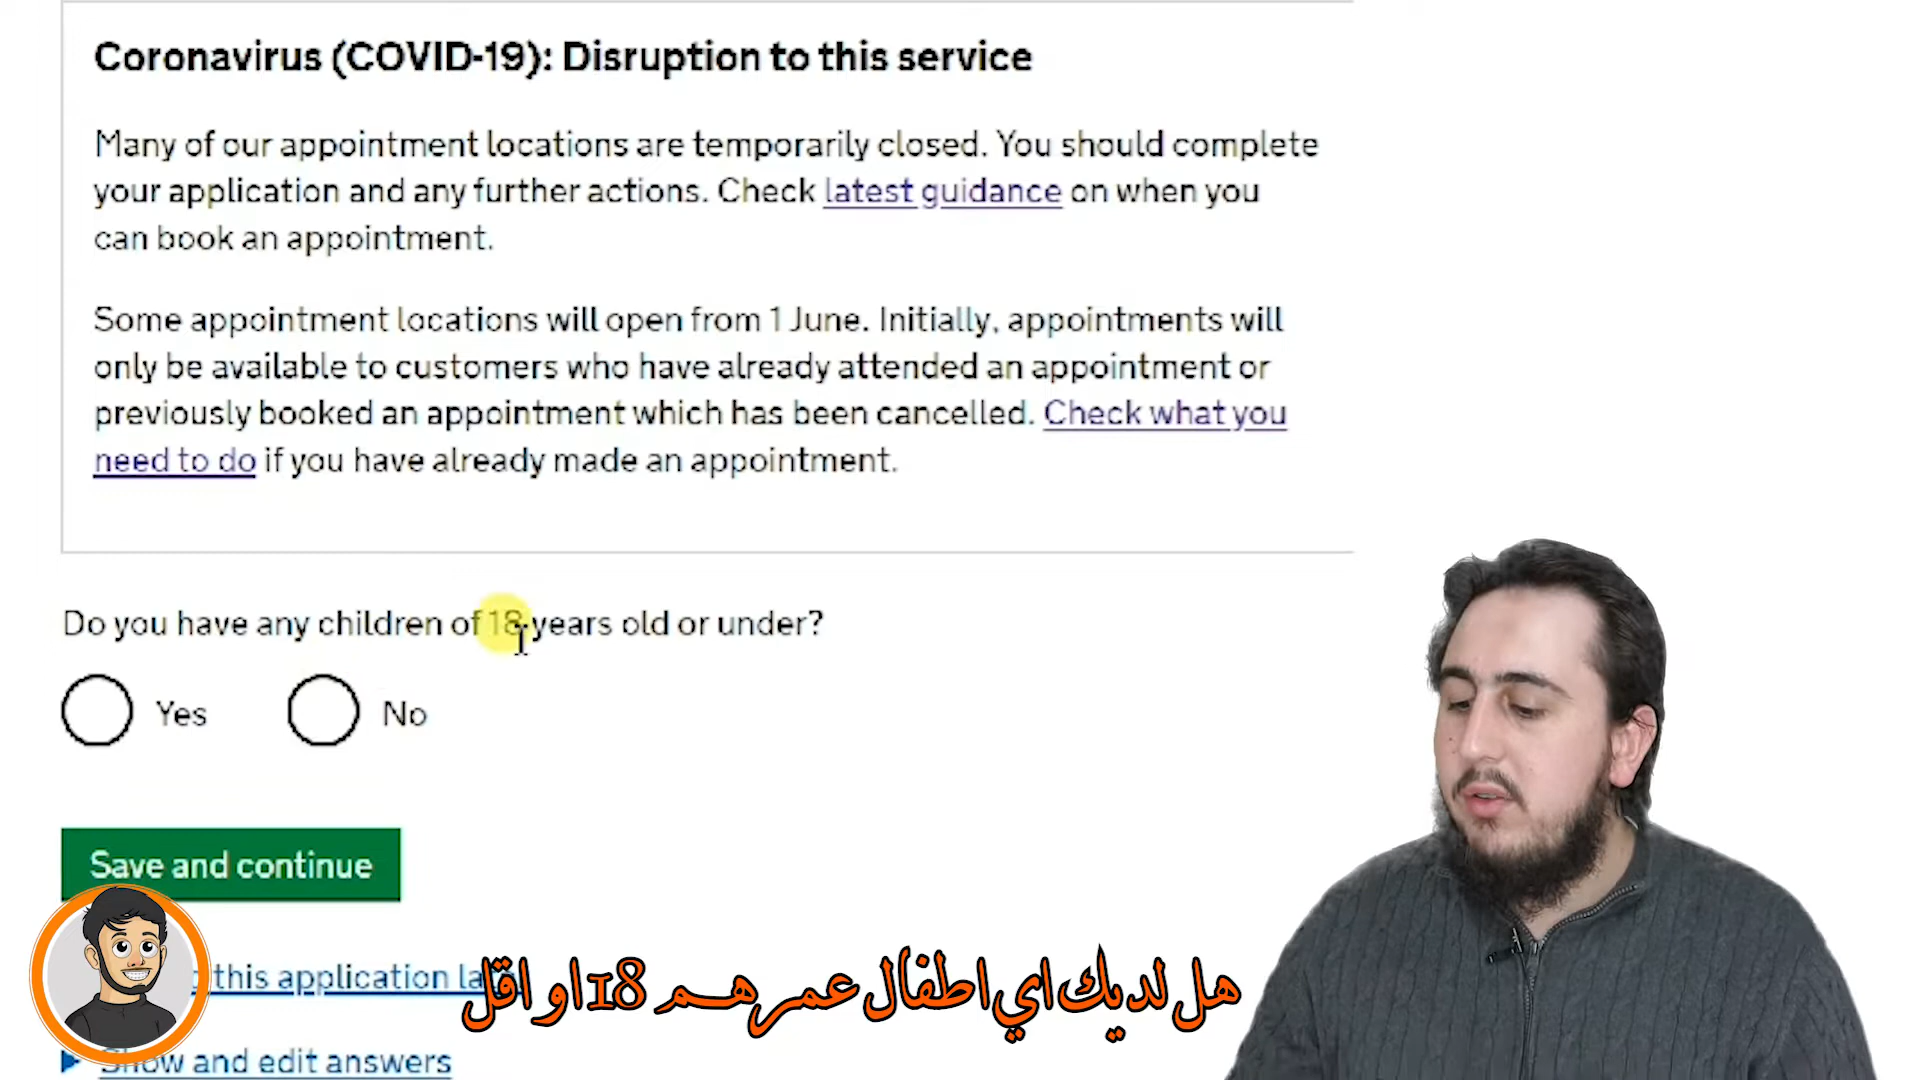 Coronavirus (COVID-19): Disruption to this service
Many of our appointment locations are temporarily closed. You should complete
your application and any further actions. Check latest guidance on when you
can book an appointment.
Some appointment locations will open from 1 June. Initially, appointments will
only be available to customers who have already attended an appointment or
previously booked an appointment which has been cancelled. Check what you
need to do if you have already made an appointment.
Do you have any children of 18 years old or under?
Yes No
Save and continue
this application
هل لديك اي اطفال عمرهم 18 او اقل
Show and edit answers